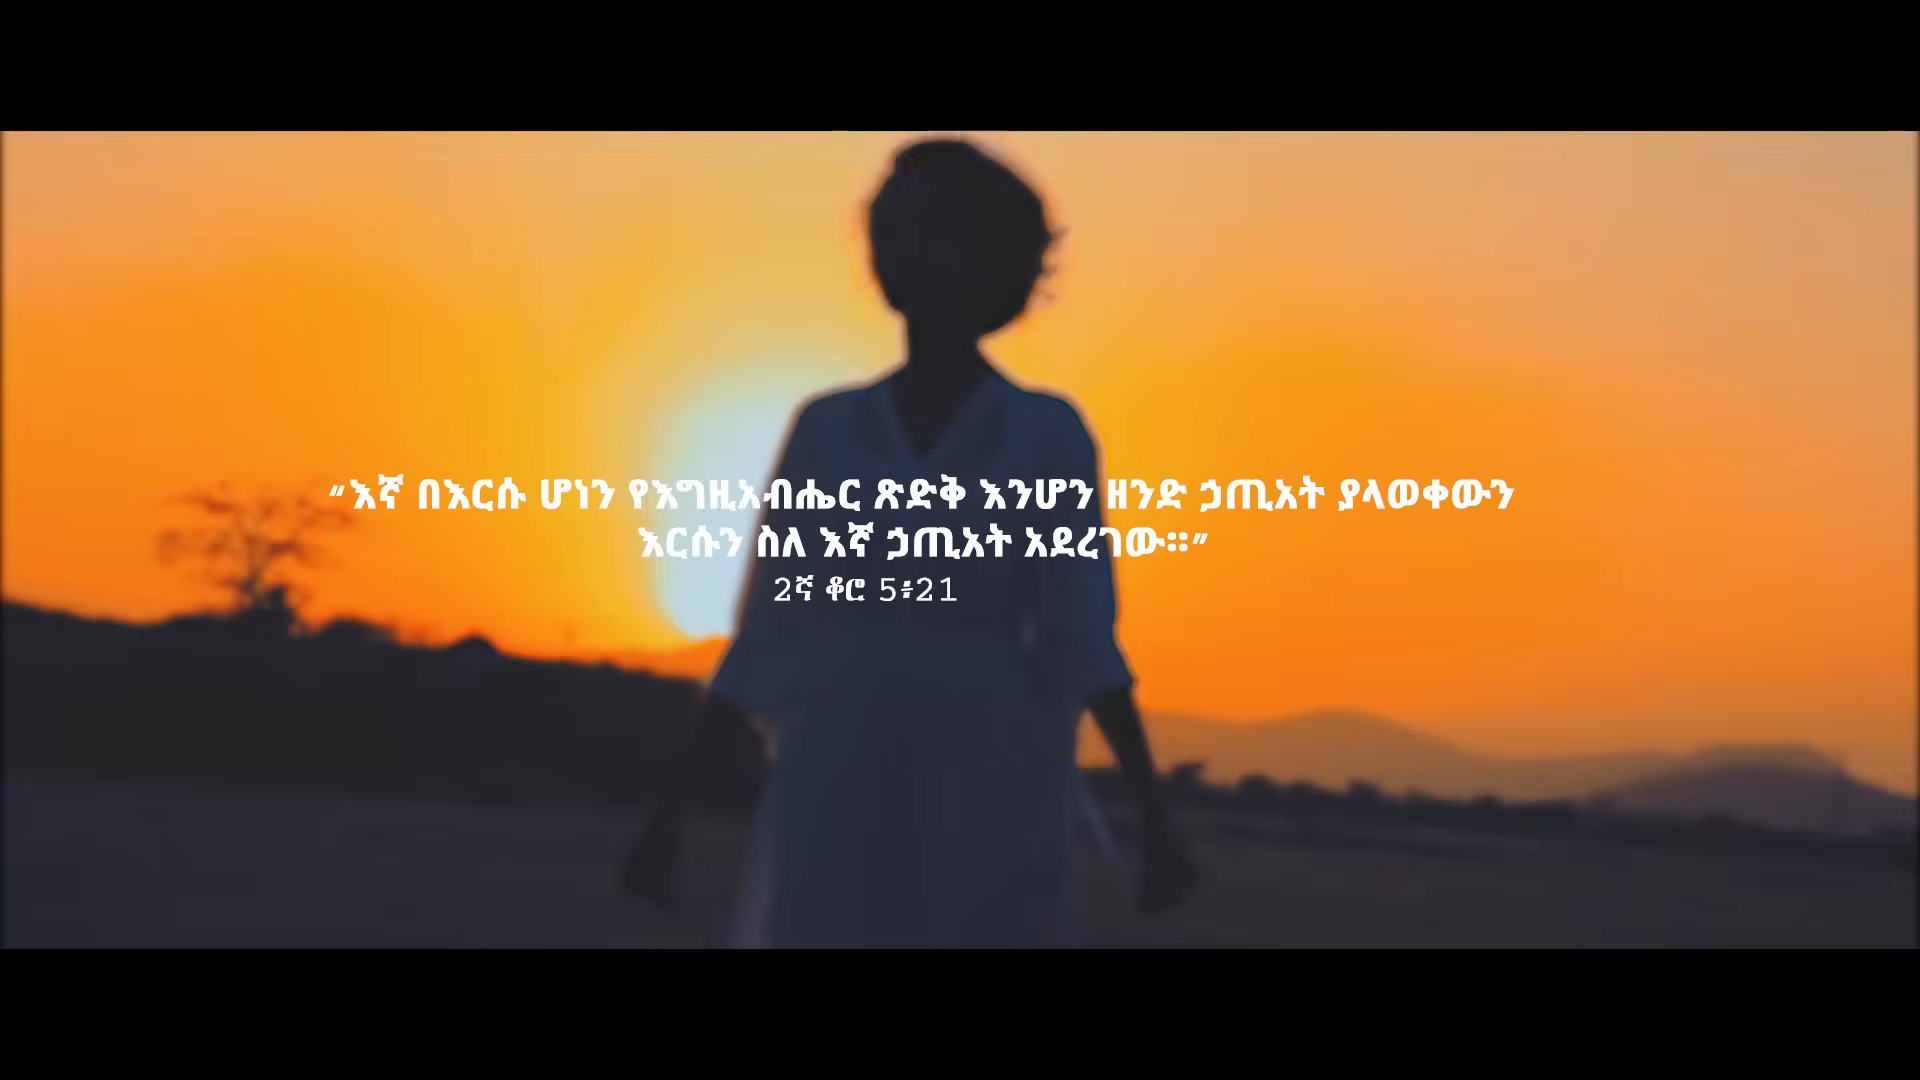 “እኛ በእርሱ ሆነን የእግዚአብሔር ጽድቅ እንሆን ዘንድ ኃጢአት ያላወቀውን
እርሱን ስለ እኛ ኃጢአት አደረገው።”
2ኛ ቆሮ 5፥21